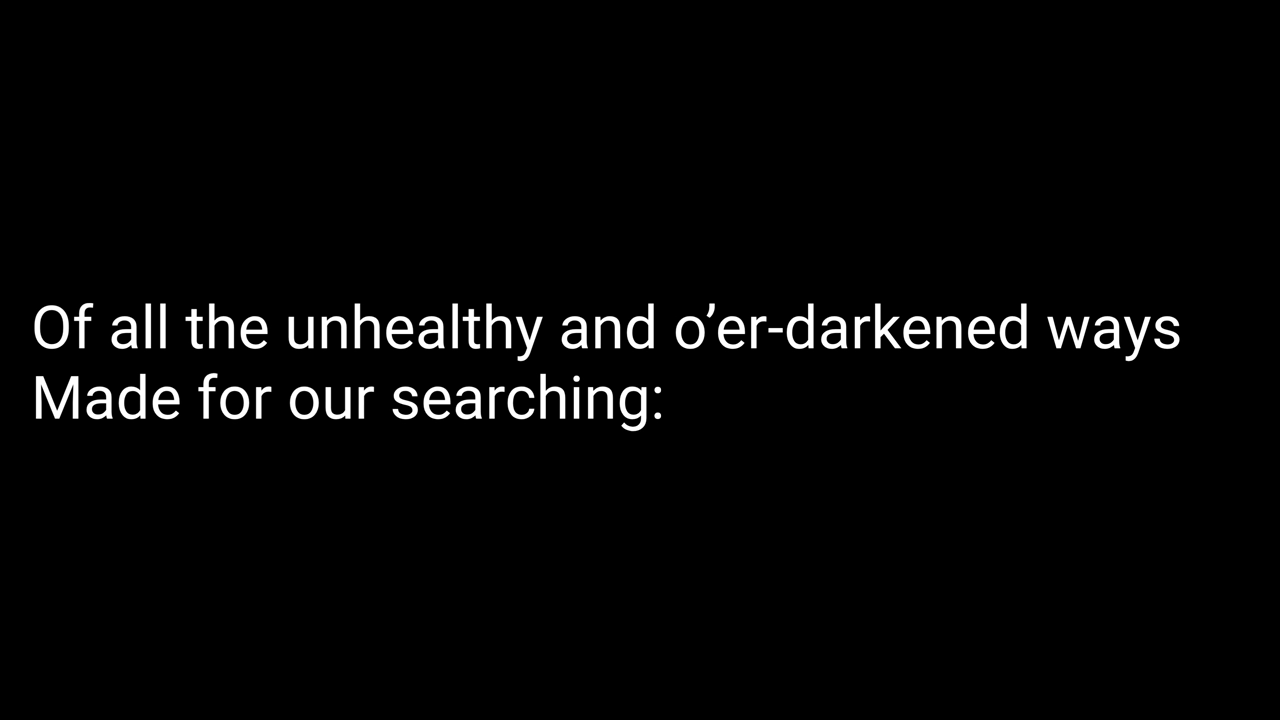 Of all the unhealthy and o’er-darkened ways
Made for our searching: